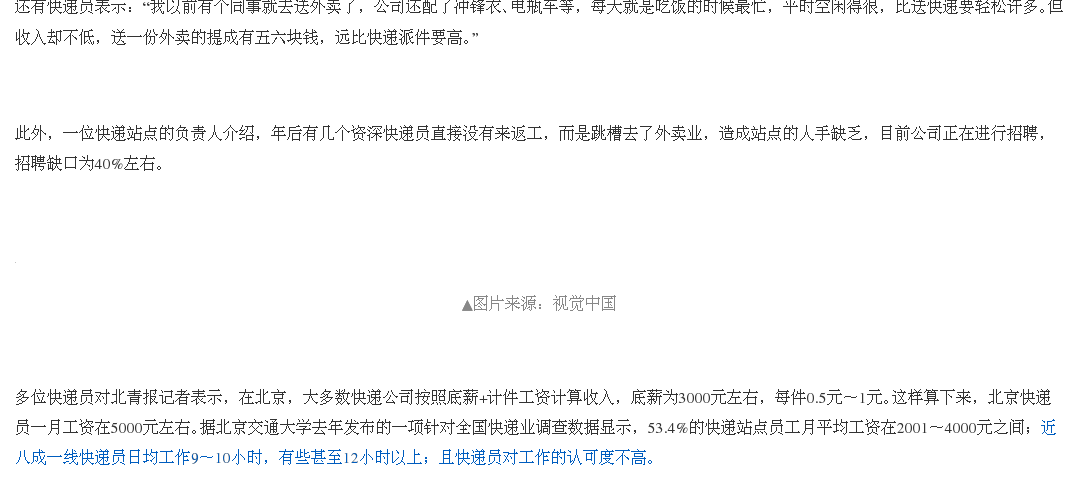 还有快递员表示：“我以前有个同事就去送外卖了，公司还配了冲锋衣、电瓶车等，每天就是吃饭的时候最忙，平时空闲得很，比送快递要轻松许多。但
收入却不低，送一份外卖的提成有五六块钱，远比快递派件要高。”
此外，一位快递站点的负责人介绍，年后有几个资深快递员直接没有来返工，而是跳槽去了外卖业，造成站点的人手缺乏，目前公司正在进行招聘，
招聘缺口为40%左右。
▲图片来源：视觉中国
多位快递员对北青报记者表示，在北京，大多数快递公司按照底薪+计件工资计算收入，底薪为3000元左右，每件0.5元～1元。这样算下来，北京快递
员一月工资在5000元左右。据北京交通大学去年发布的一项针对全国快递业调查数据显示，53.4%的快递站点员工月平均工资在2001～4000元之间；近
八成一线快递员日均工作9～10小时，有些甚至12小时以上；且快递员对工作的认可度不高。